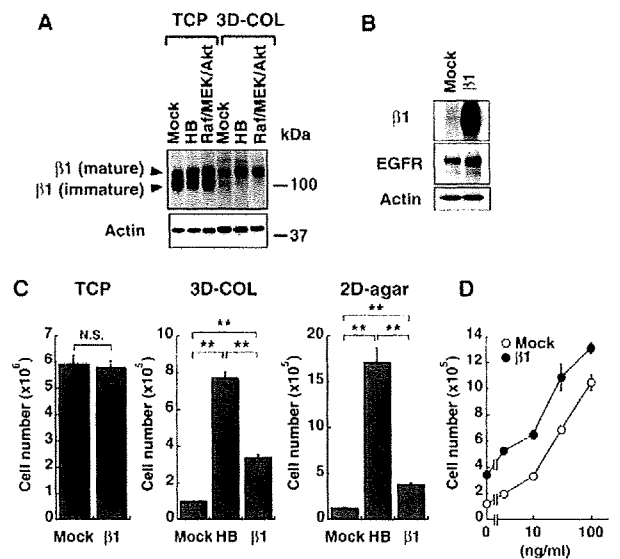 A
TCP 3D-COL
Mock
HB
Raf/MEK/Akt
Mock
HB
Raf/MEK/Akt
kDa
β1 (mature)
β1 (immature)
100
Actin
37
B
Mock
β1
β1
EGFR
Actin
C
TCP
N.S.
Cell number (x10⁶)
7
6
5
4
3
2
1
0
Mock β1
3D-COL
**
** **
Cell number (x10⁵)
10
8
6
4
2
0
Mock HB β1
2D-agar
**
** **
Cell number (x10⁵)
20
15
10
5
0
Mock HB β1
D
Mock
β1
Cell number (x10⁵)
14
12
10
8
6
4
2
0
0 10 100
(ng/ml)